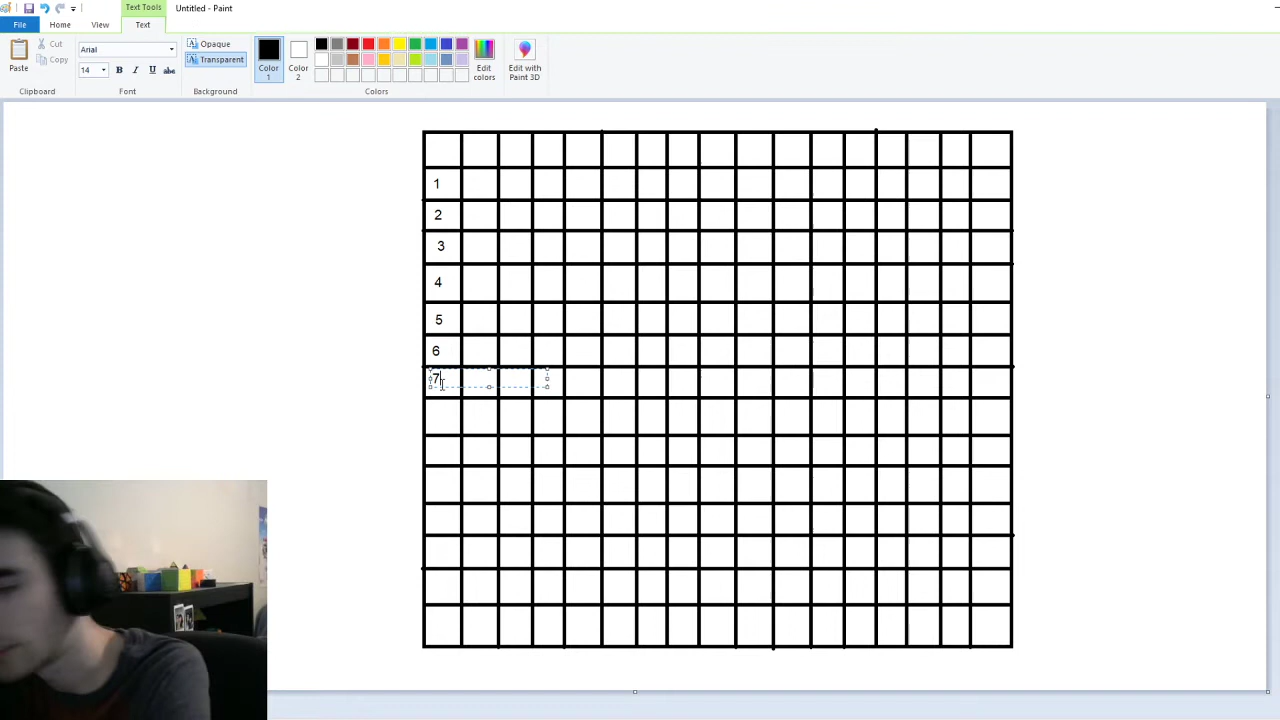 Text Tools
Untitled - Paint
File
Home
View
Text
Paste
Cut
Copy
Clipboard
Arial
14
B I U abc
Font
Opaque
Transparent
Background
Color 1
Color 2
Edit colors
Colors
Edit with Paint 3D
1
2
3
4
5
6
7